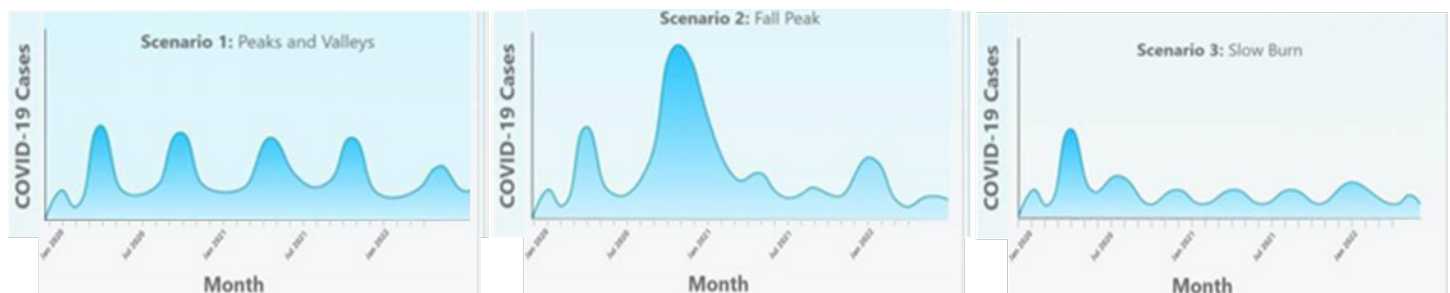 Scenario 1: Peaks and Valleys
COVID-19 Cases
Jan 2020
Jul 2020
Jan 2021
Jul 2021
Jan 2022
Month
Scenario 2: Fall Peak
COVID-19 Cases
Jan 2020
Jul 2020
Jan 2021
Jul 2021
Jan 2022
Month
Scenario 3: Slow Burn
COVID-19 Cases
Jan 2020
Jul 2020
Jan 2021
Jul 2021
Jan 2022
Month